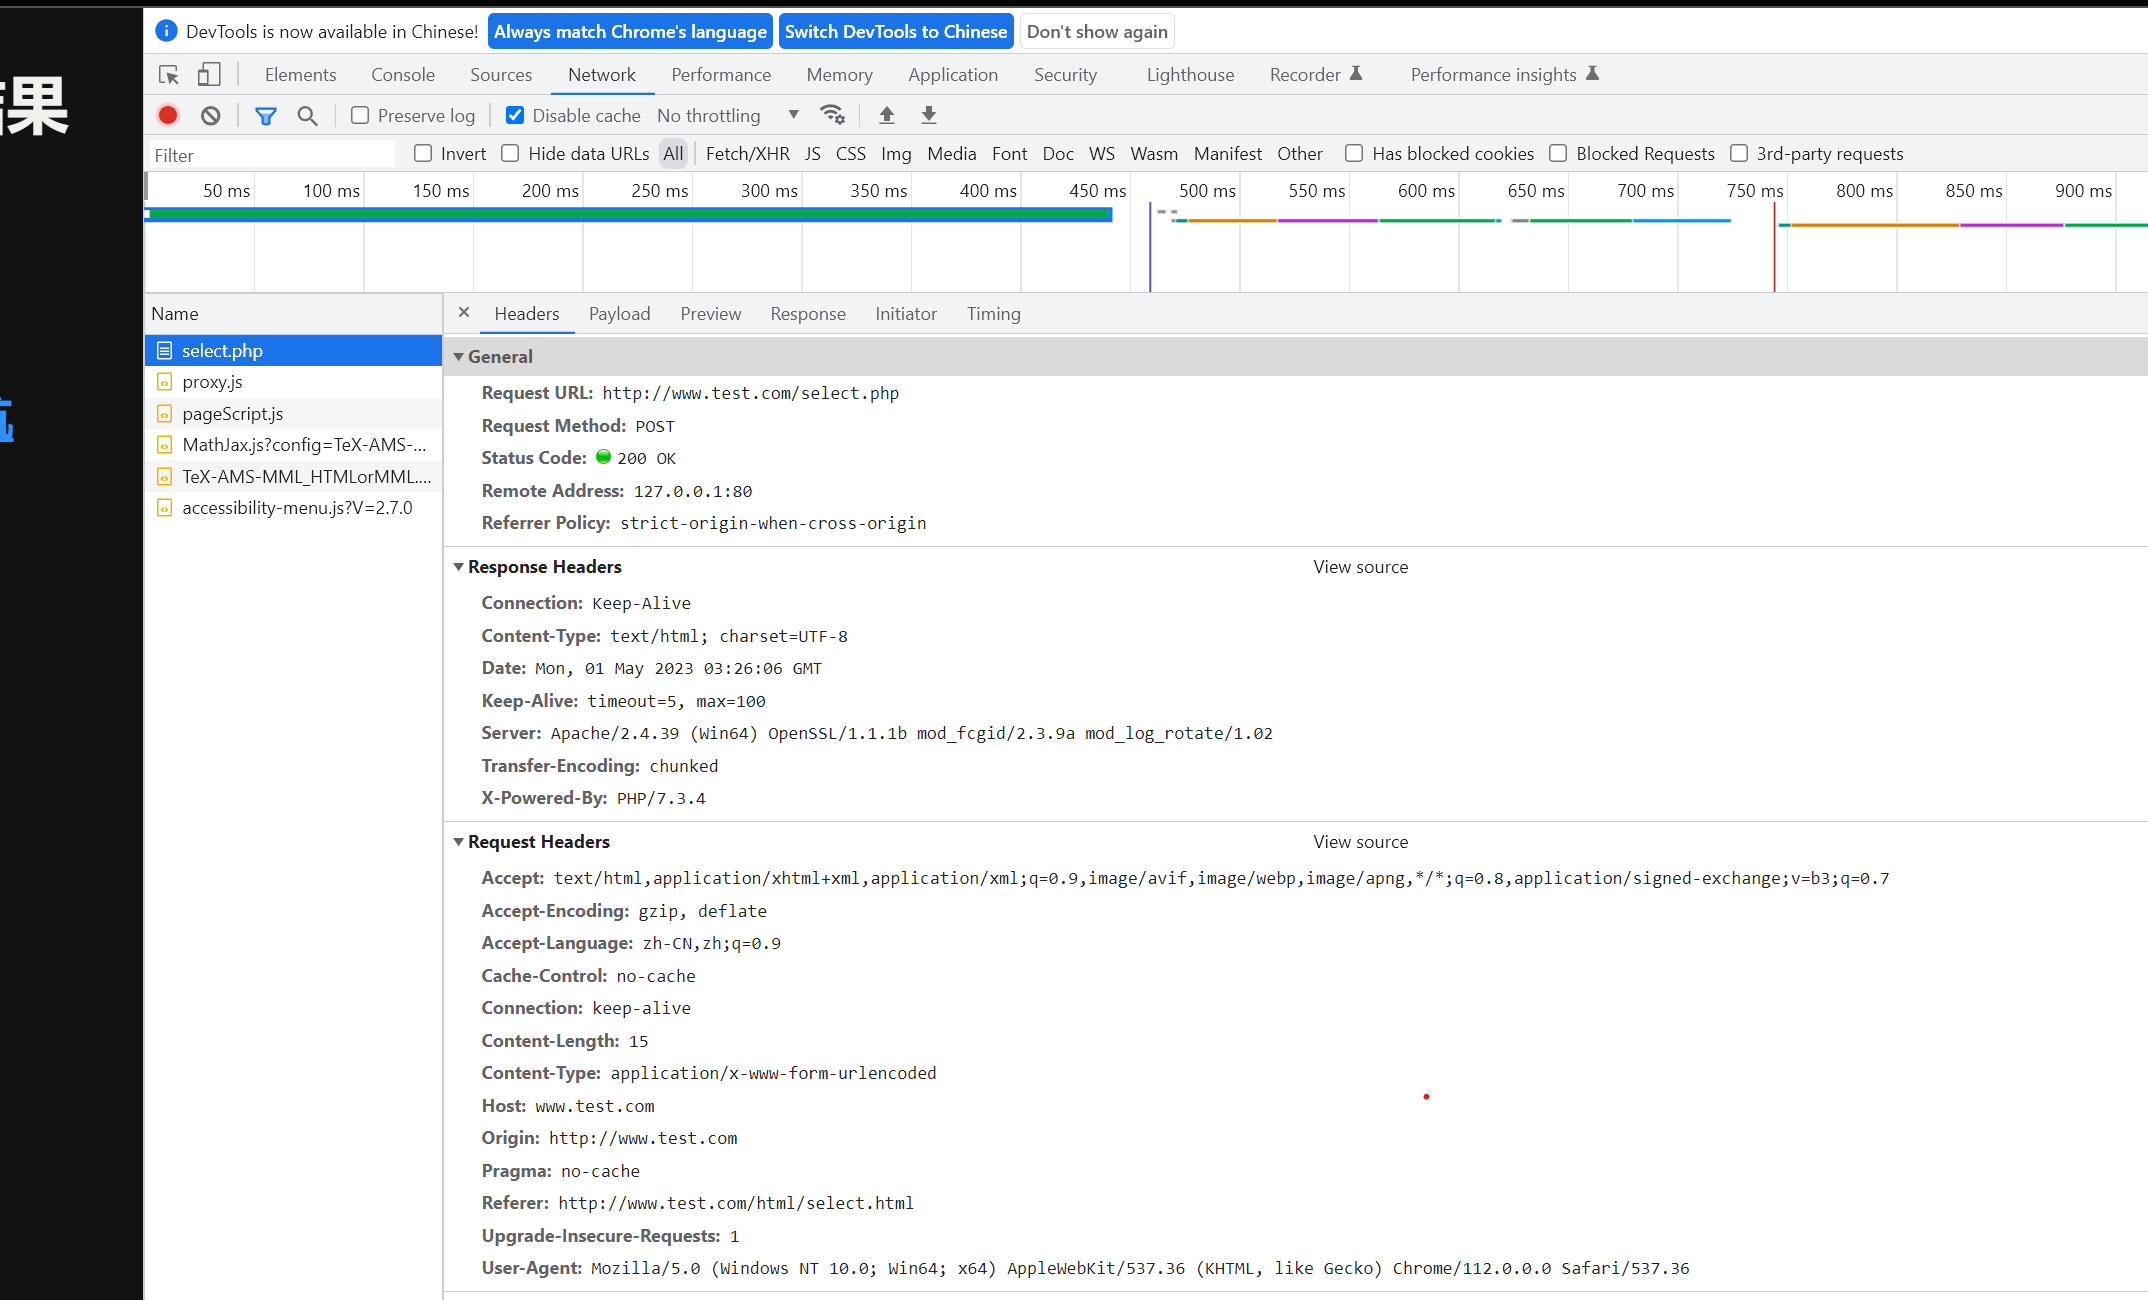 DevTools is now available in Chinese! Always match Chrome's language Switch DevTools to Chinese Don't show again
Elements Console Sources Network Performance Memory Application Security Lighthouse Recorder Performance insights
果
Preserve log Disable cache No throttling
Filter Invert Hide data URLs All Fetch/XHR JS CSS Img Media Font Doc WS Wasm Manifest Other Has blocked cookies Blocked Requests 3rd-party requests
50 ms 100 ms 150 ms 200 ms 250 ms 300 ms 350 ms 400 ms 450 ms 500 ms 550 ms 600 ms 650 ms 700 ms 750 ms 800 ms 850 ms 900 ms
Name
select.php
proxy.js
pageScript.js
MathJax.js?config=TeX-AMS-...
TeX-AMS-MML_HTMLorMML....
accessibility-menu.js?V=2.7.0
× Headers Payload Preview Response Initiator Timing
General
Request URL: http://www.test.com/select.php
Request Method: POST
Status Code: 200 OK
Remote Address: 127.0.0.1:80
Referrer Policy: strict-origin-when-cross-origin
Response Headers View source
Connection: Keep-Alive
Content-Type: text/html; charset=UTF-8
Date: Mon, 01 May 2023 03:26:06 GMT
Keep-Alive: timeout=5, max=100
Server: Apache/2.4.39 (Win64) OpenSSL/1.1.1b mod_fcgid/2.3.9a mod_log_rotate/1.02
Transfer-Encoding: chunked
X-Powered-By: PHP/7.3.4
Request Headers View source
Accept: text/html,application/xhtml+xml,application/xml;q=0.9,image/avif,image/webp,image/apng,*/*;q=0.8,application/signed-exchange;v=b3;q=0.7
Accept-Encoding: gzip, deflate
Accept-Language: zh-CN,zh;q=0.9
Cache-Control: no-cache
Connection: keep-alive
Content-Length: 15
Content-Type: application/x-www-form-urlencoded
Host: www.test.com
Origin: http://www.test.com
Pragma: no-cache
Referer: http://www.test.com/html/select.html
Upgrade-Insecure-Requests: 1
User-Agent: Mozilla/5.0 (Windows NT 10.0; Win64; x64) AppleWebKit/537.36 (KHTML, like Gecko) Chrome/112.0.0.0 Safari/537.36